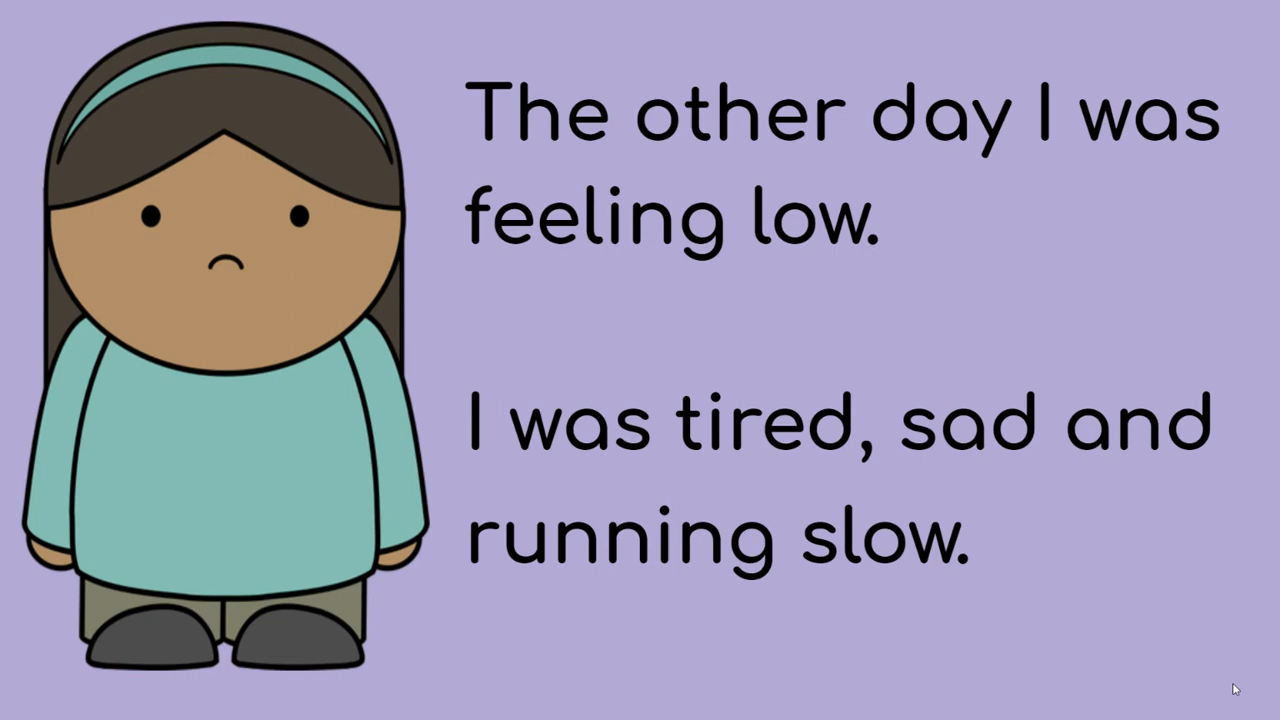 The other day I was
feeling low.
I was tired, sad and
running slow.